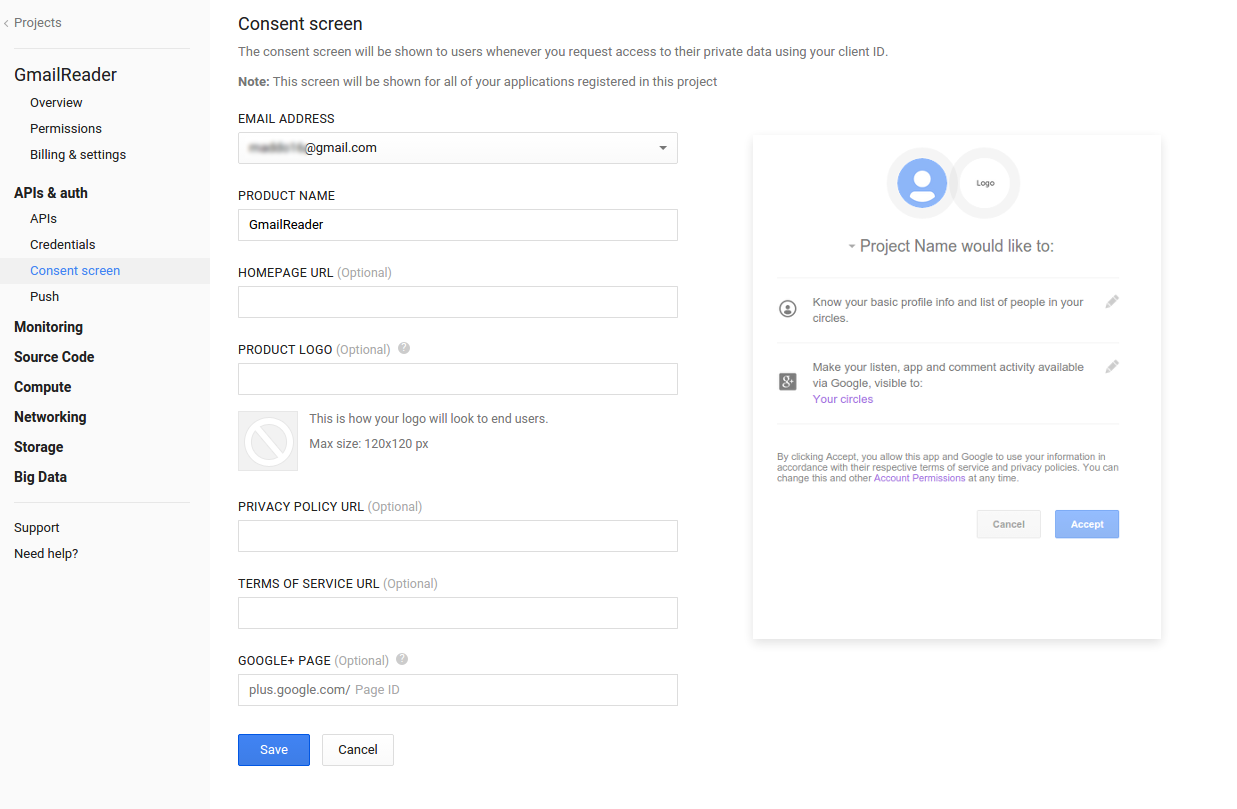 Projects
GmailReader
Overview
Permissions
Billing & settings
APIs & auth
APIs
Credentials
Consent screen
Push
Monitoring
Source Code
Compute
Networking
Storage
Big Data
Support
Need help?
Consent screen
The consent screen will be shown to users whenever you request access to their private data using your client ID.
Note: This screen will be shown for all of your applications registered in this project
EMAIL ADDRESS
@gmail.com
PRODUCT NAME
GmailReader
HOMEPAGE URL (Optional)
PRODUCT LOGO (Optional) ?
This is how your logo will look to end users.
Max size: 120x120 px
PRIVACY POLICY URL (Optional)
TERMS OF SERVICE URL (Optional)
GOOGLE+ PAGE (Optional) ?
plus.google.com/ Page ID
Save Cancel
Logo
Project Name would like to:
Know your basic profile info and list of people in your
circles.
g+
Make your listen, app and comment activity available
via Google, visible to:
Your circles
By clicking Accept, you allow this app and Google to use your information in
accordance with their respective terms of service and privacy policies. You can
change this and other Account Permissions at any time.
Cancel Accept